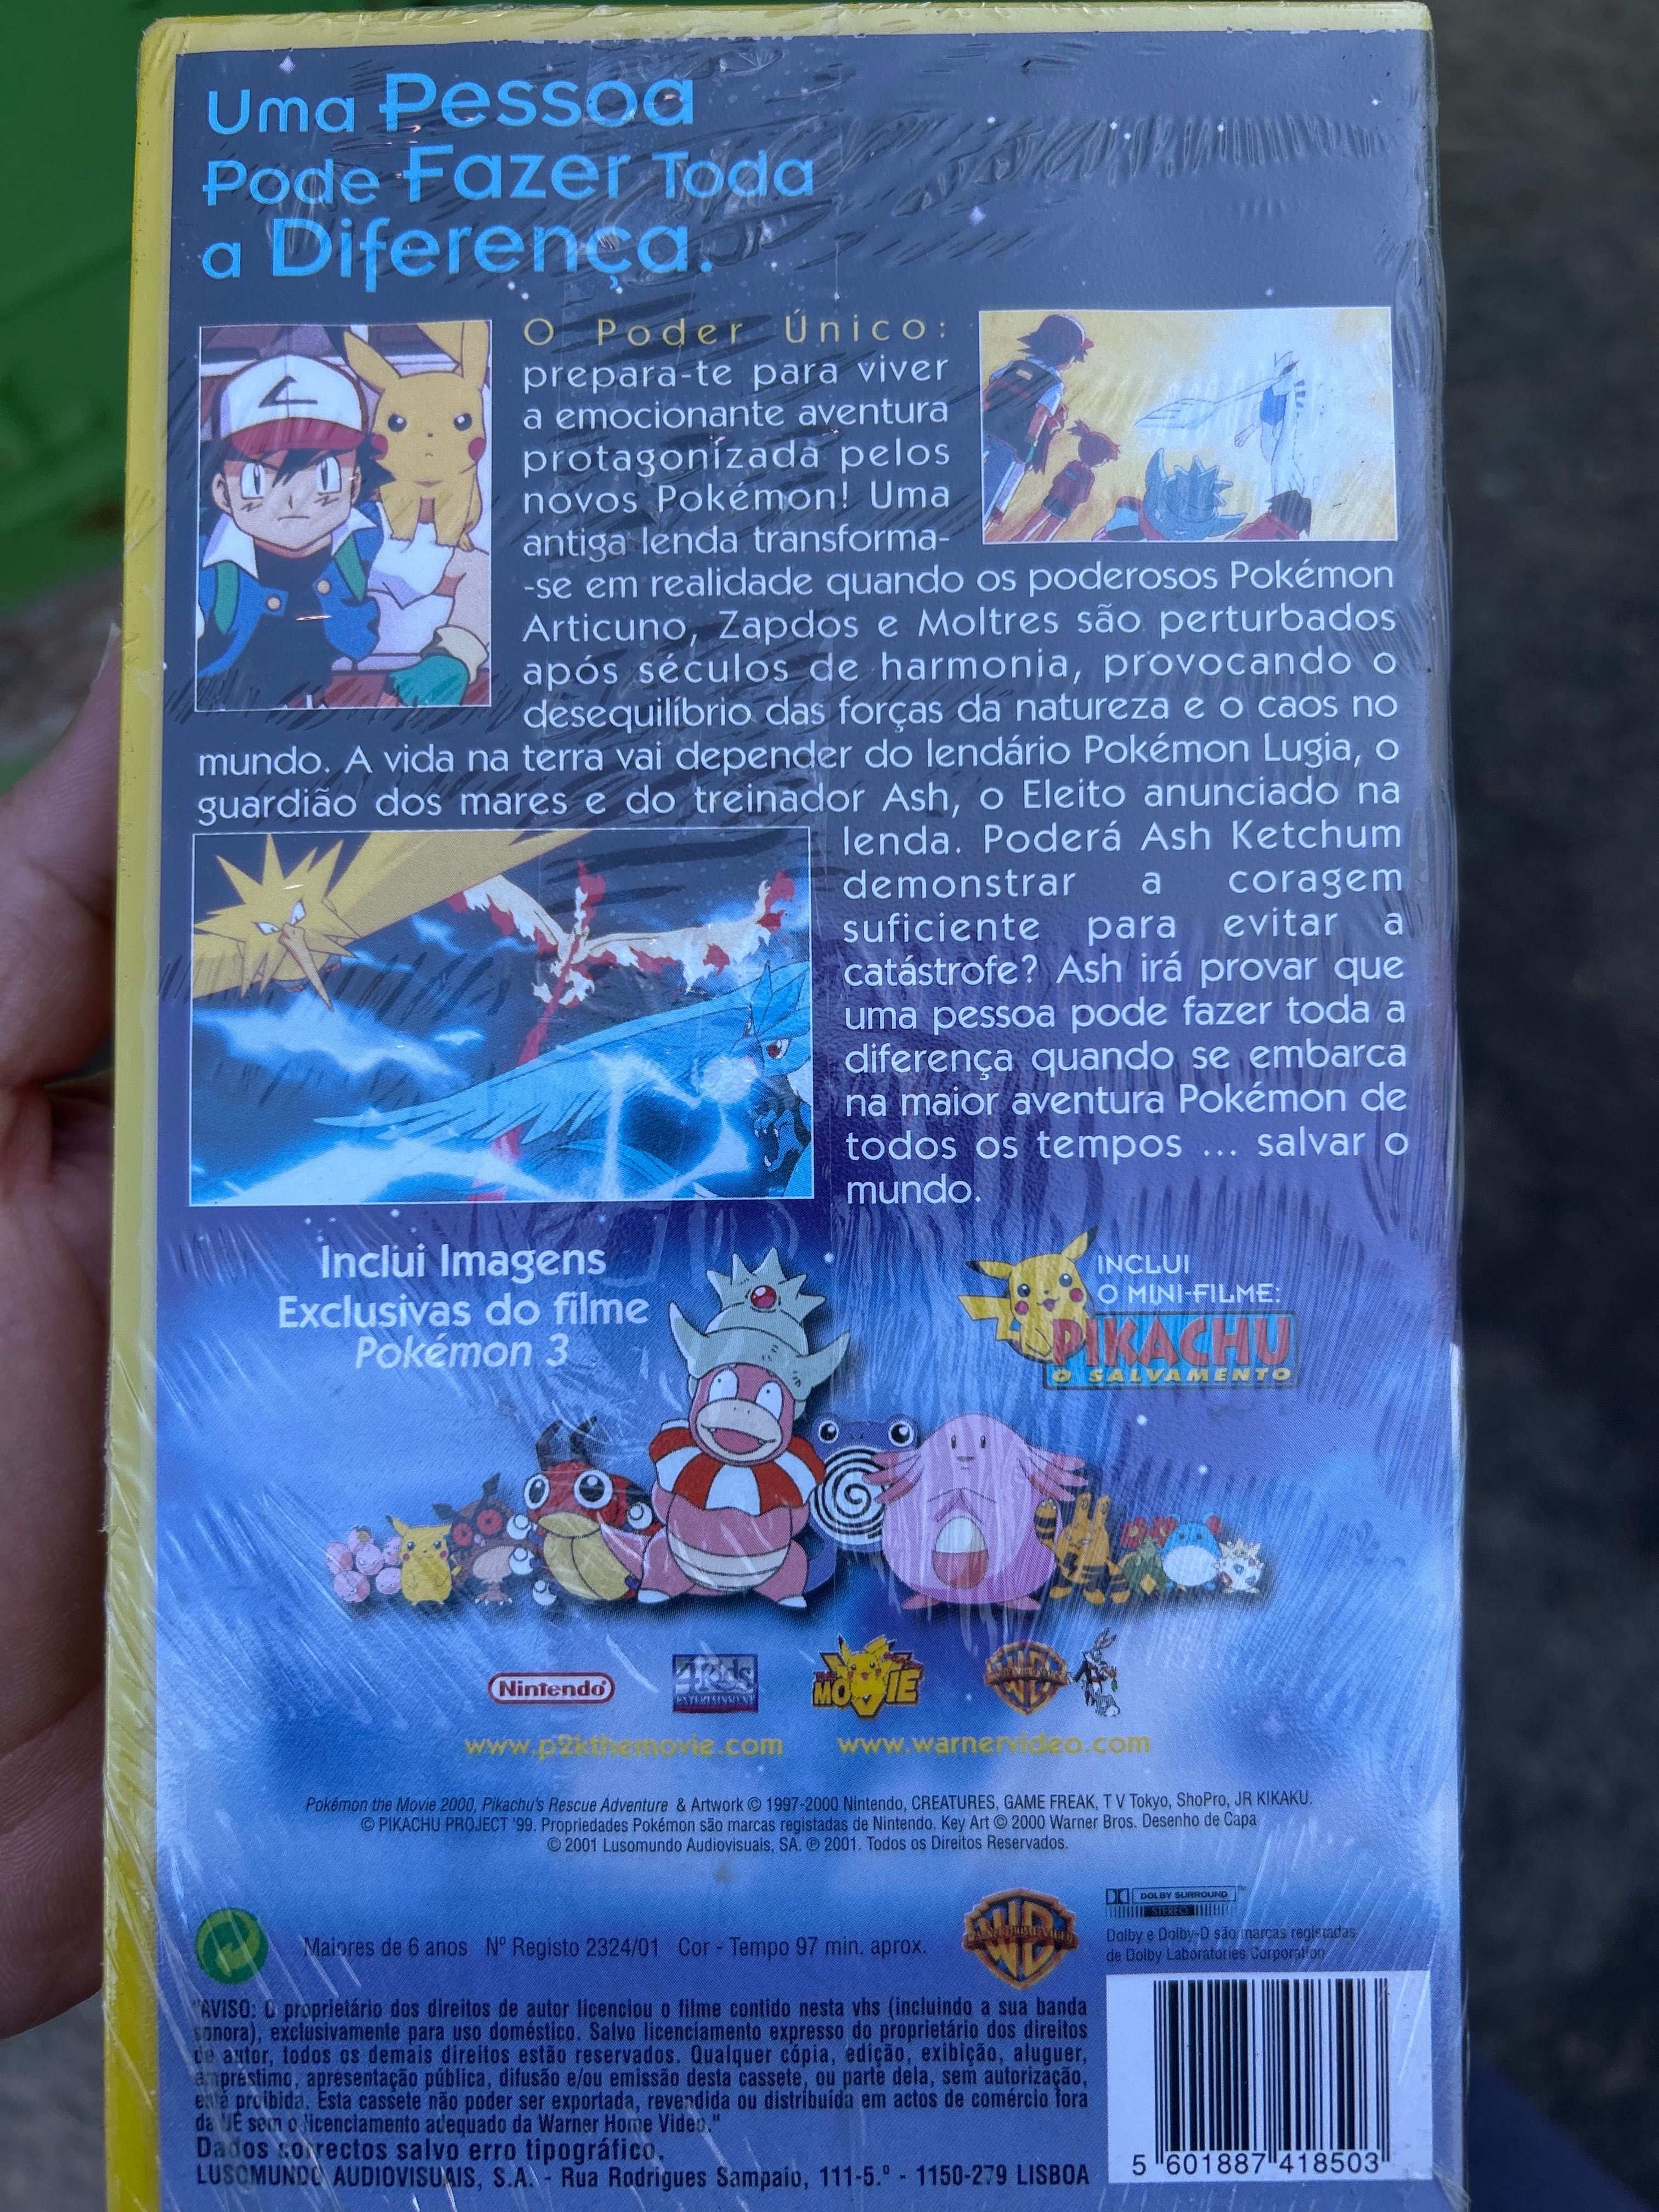 Uma Pessoa
Pode Fazer Toda
a Diferença.
O Poder Único:
prepara-te para viver
a emocionante aventura
protagonizada pelos
novos Pokémon! Uma
antiga lenda transforma-
-se em realidade quando os poderosos Pokémon
Articuno, Zapdos e Moltres são perturbados
após séculos de harmonia, provocando o
desequilíbrio das forças da natureza e o caos no
mundo. A vida na terra vai depender do lendário Pokémon Lugia, o
guardião dos mares e do treinador Ash, o Eleito anunciado na
lenda. Poderá Ash Ketchum
demonstrar a coragem
suficiente para evitar a
catástrofe? Ash irá provar que
uma pessoa pode fazer toda a
diferença quando se embarca
na maior aventura Pokémon de
todos os tempos ... salvar o
mundo.
Inclui Imagens
Exclusivas do filme
Pokémon 3
INCLUI
O MINI-FILME:
PIKACHU
O SALVAMENTO
Nintendo
4Kids
ENTERTAINMENT
THE MOVIE
www.p2kthemovie.com www.warnervideo.com
Pokémon the Movie 2000, Pikachu's Rescue Adventure & Artwork © 1997-2000 Nintendo, CREATURES, GAME FREAK, T V Tokyo, ShoPro, JR KIKAKU.
© PIKACHU PROJECT '99. Propriedades Pokémon são marcas registadas de Nintendo. Key Art © 2000 Warner Bros. Desenho de Capa
© 2001 Lusomundo Audiovisuais, SA. ℗ 2001. Todos os Direitos Reservados.
DOLBY SURROUND
STEREO
Dolby e Dolby-D são marcas registadas
de Dolby Laboratories Corporation
Maiores de 6 anos Nº Registo 2324/01 Cor - Tempo 97 min. aprox.
"AVISO: O proprietário dos direitos de autor licenciou o filme contido nesta vhs (incluindo a sua banda
sonora), exclusivamente para uso doméstico. Salvo licenciamento expresso do proprietário dos direitos
de autor, todos os demais direitos estão reservados. Qualquer cópia, edição, exibição, aluguer,
empréstimo, apresentação pública, difusão e/ou emissão desta cassete, ou parte dela, sem autorização,
está proibida. Esta cassete não poder ser exportada, revendida ou distribuída em actos de comércio fora
da UE sem o licenciamento adequado da Warner Home Video."
Dados correctos salvo erro tipográfico.
LUSOMUNDO AUDIOVISUAIS, S.A. - Rua Rodrigues Sampaio, 111-5.º - 1150-279 LISBOA
5 601887 418503